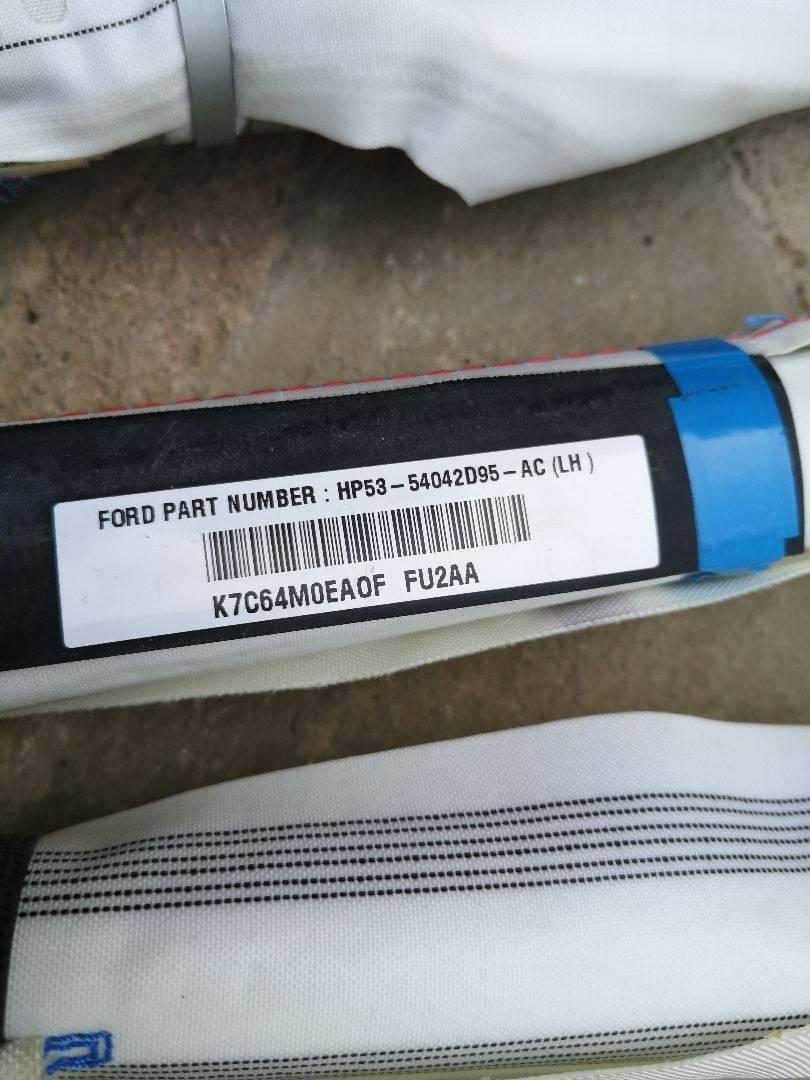 FORD PART NUMBER : HP53-54042D95-AC (LH )
K7C64M0EA0F FU2AA